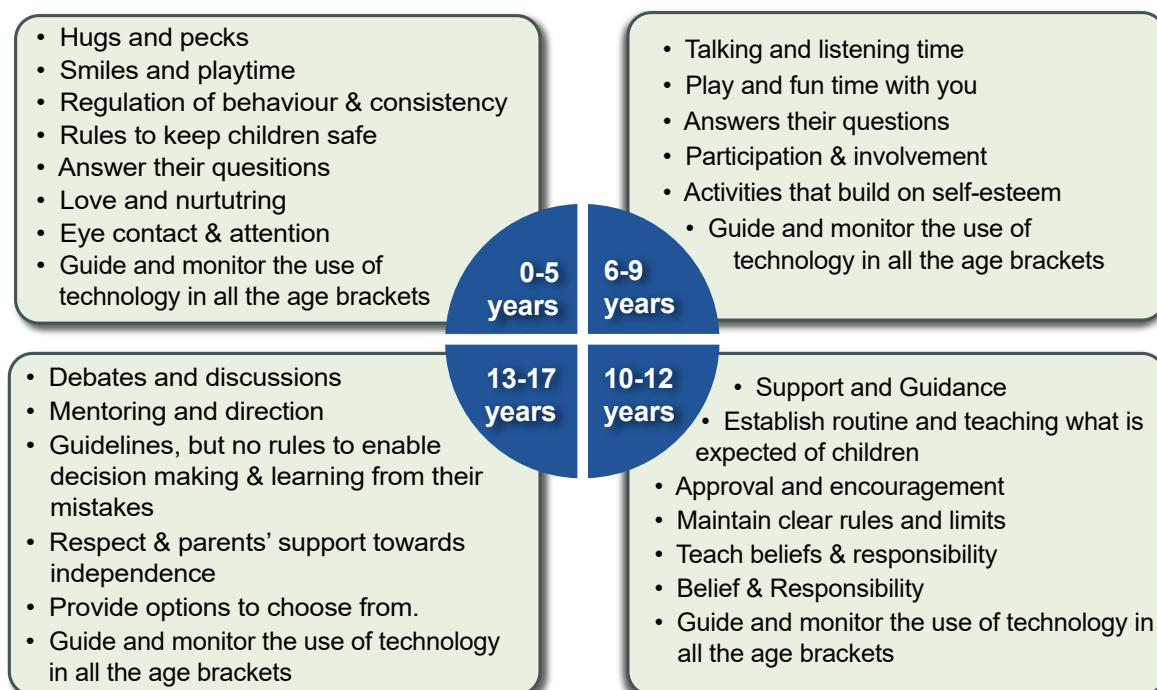 • Hugs and pecks
• Smiles and playtime
• Regulation of behaviour & consistency
• Rules to keep children safe
• Answer their quesitions
• Love and nurtutring
• Eye contact & attention
• Guide and monitor the use of
technology in all the age brackets
• Talking and listening time
• Play and fun time with you
• Answers their questions
• Participation & involvement
• Activities that build on self-esteem
• Guide and monitor the use of
technology in all the age brackets
0-5
years
6-9
years
13-17
years
10-12
years
• Debates and discussions
• Mentoring and direction
• Guidelines, but no rules to enable
decision making & learning from their
mistakes
• Respect & parents’ support towards
independence
• Provide options to choose from.
• Guide and monitor the use of technology
in all the age brackets
• Support and Guidance
• Establish routine and teaching what is
expected of children
• Approval and encouragement
• Maintain clear rules and limits
• Teach beliefs & responsibility
• Belief & Responsibility
• Guide and monitor the use of technology in
all the age brackets